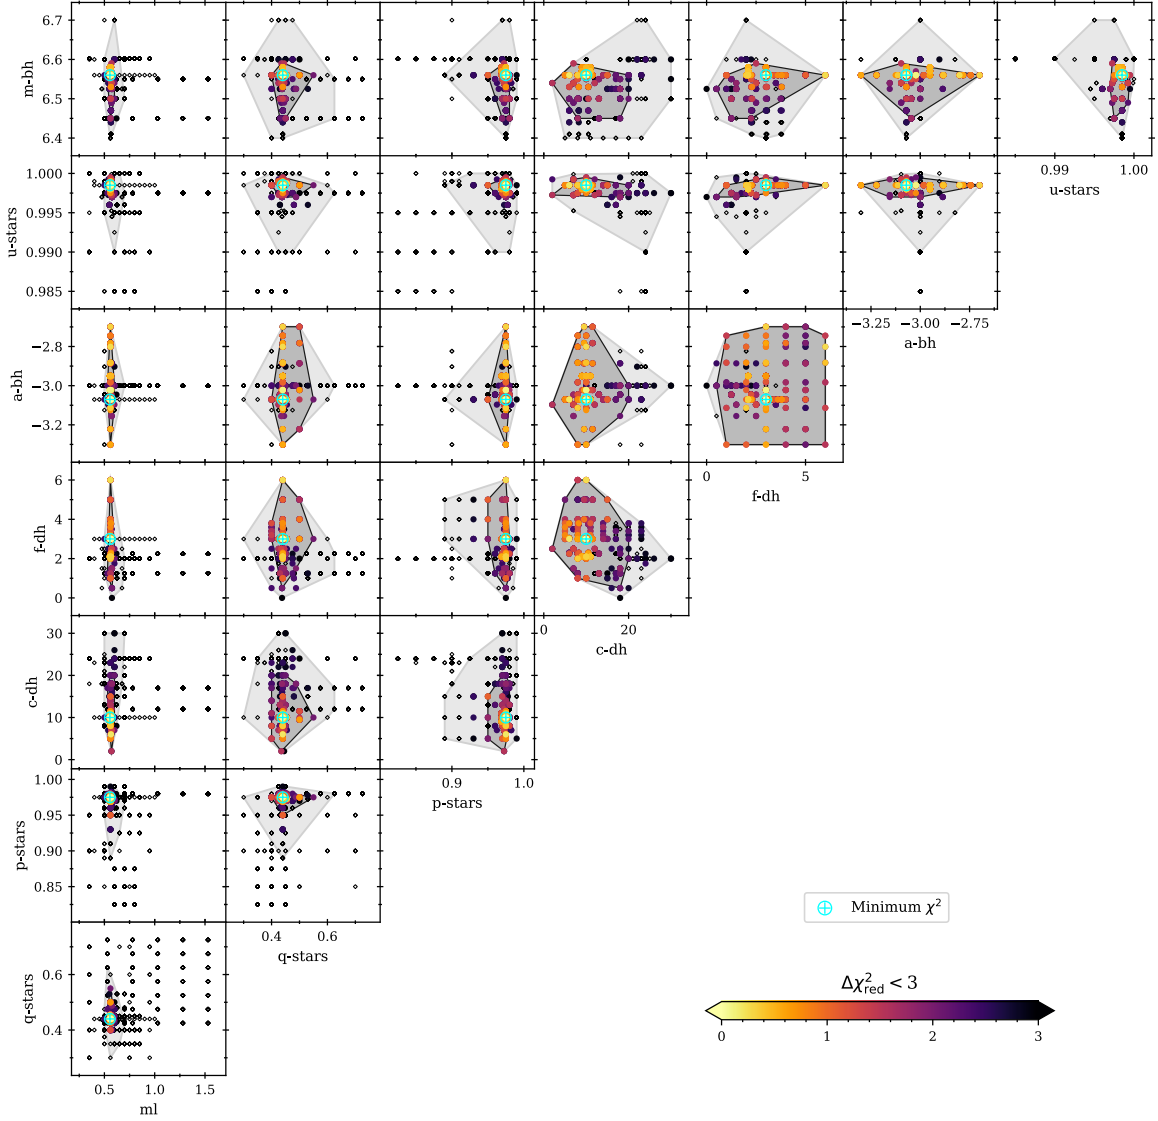 6.7
6.6
6.5
6.4
m-bh
1.000
0.995
0.990
0.985
u-stars
0.99
1.00
u-stars
−2.8
−3.0
−3.2
a-bh
−3.25
−3.00
−2.75
a-bh
6
4
2
0
f-dh
0
5
f-dh
30
20
10
0
c-dh
0
20
c-dh
1.00
0.95
0.90
0.85
p-stars
0.9
1.0
p-stars
Minimum χ²
0.6
0.4
q-stars
0.4
0.6
q-stars
Δχ²red < 3
0
1
2
3
0.5
1.0
1.5
ml